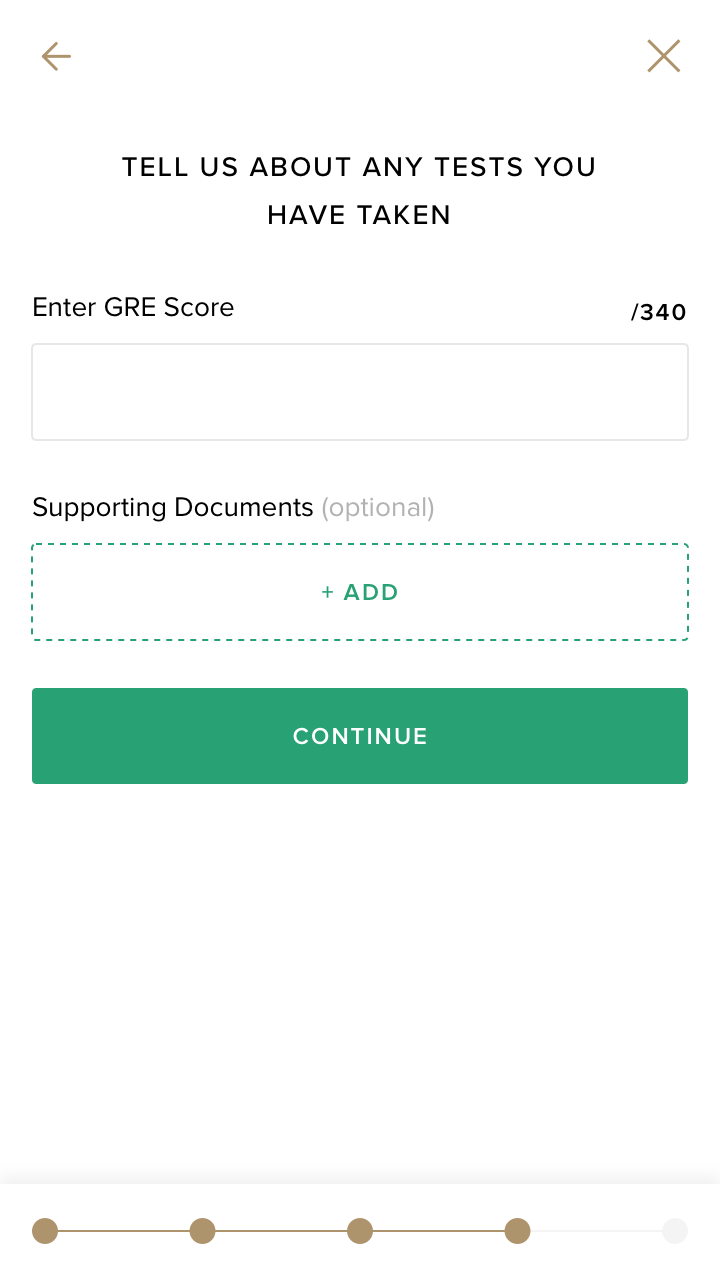 TELL US ABOUT ANY TESTS YOU
HAVE TAKEN
Enter GRE Score
/340
Supporting Documents (optional)
+ ADD
CONTINUE